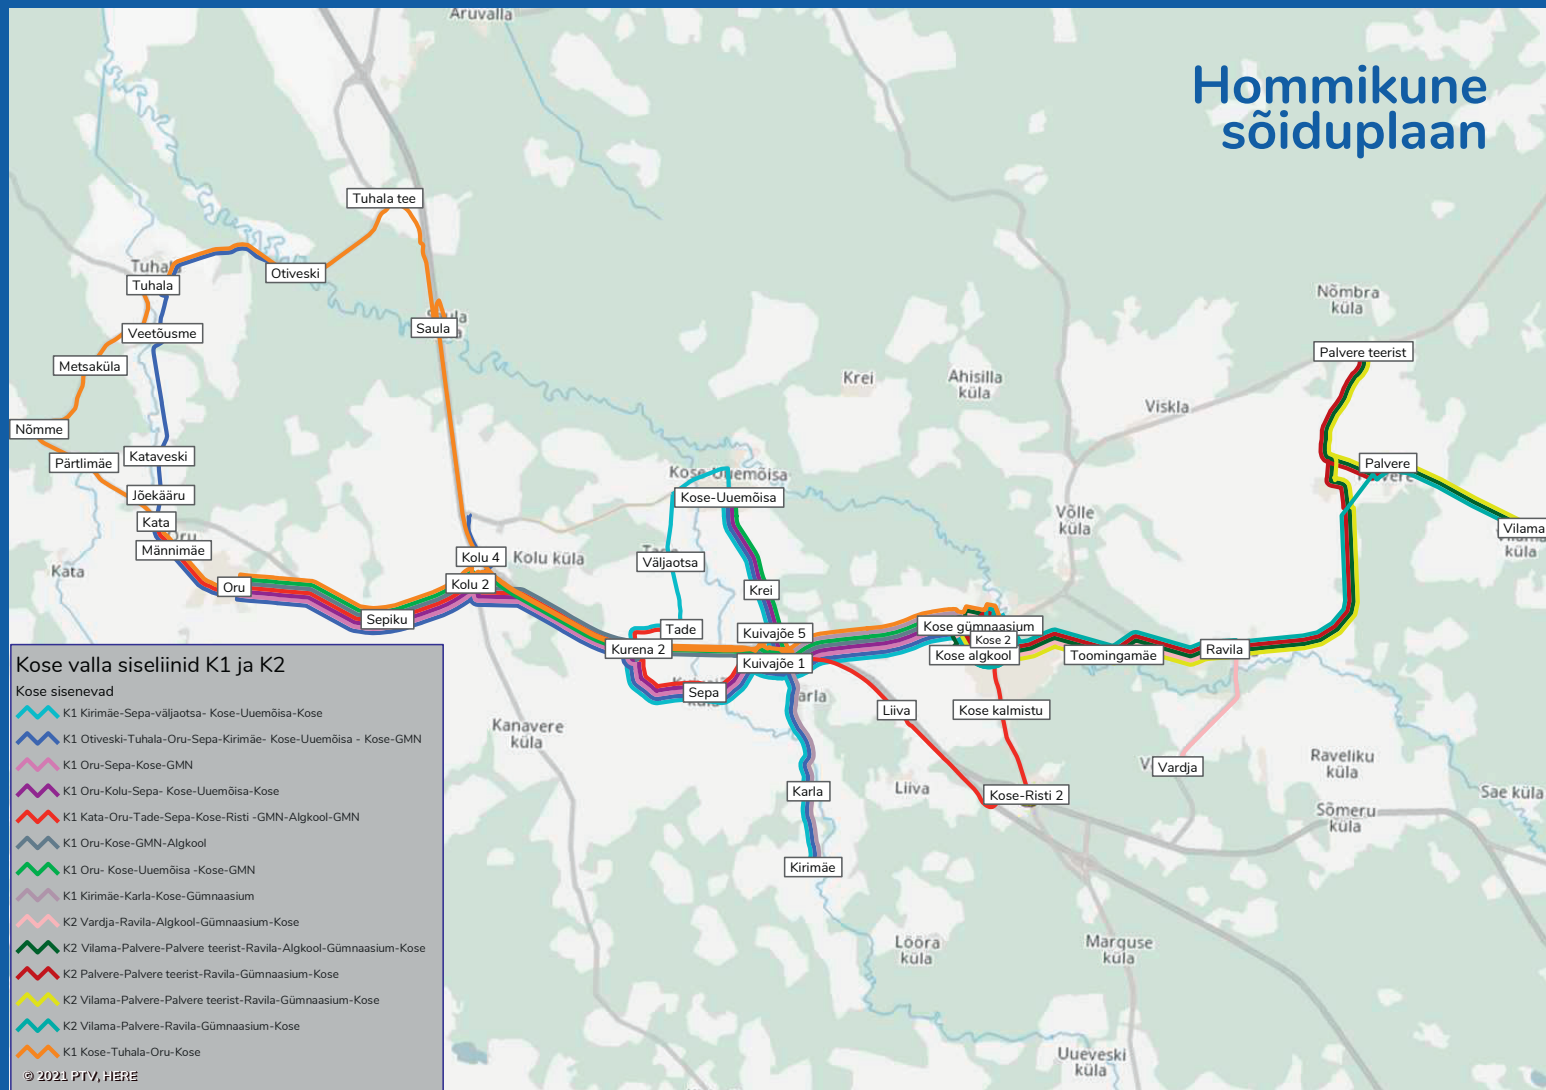 Aruvalla
Hommikune
sõiduplaan
Tuhala tee
Tuhala
Tuhala
Otiveski
Nõmbra
küla
Saula
Veetõusme
Palvere teerist
Metsaküla
Krei
Ahisilla
küla
Viskla
Nõmme
Kataveski
Pärtlimäe
Palvere
Kose-Uuemõisa
Kose-Uuemõisa
Jõekääru
Kata
Oru
Võlle
küla
Vilama
küla
Männimäe
Kolu 4
Kolu küla
Väljaotsa
Kata
Oru
Kolu 2
Krei
Sepiku
Tade
Kuivajõe 5
Kose gümnaasium
Kose 2
Kurena 2
Kuivajõe 1
Kose algkool
Toomingamäe
Ravila
Sepa
küla
Liiva
Kose kalmistu
Kanavere
küla
Vardja
Raveliku
küla
Karla
Liiva
Kose-Risti 2
Sae küla
Sõmeru
küla
Kirimäe
Lööra
küla
Marguse
küla
Uueveski
küla
Kose valla siseliinid K1 ja K2
Kose sisenevad
K1 Kirimäe-Sepa-väljaotsa- Kose-Uuemõisa-Kose
K1 Otiveski-Tuhala-Oru-Sepa-Kirimäe- Kose-Uuemõisa - Kose-GMN
K1 Oru-Sepa-Kose-GMN
K1 Oru-Kolu-Sepa- Kose-Uuemõisa-Kose
K1 Kata-Oru-Tade-Sepa-Kose-Risti -GMN-Algkool-GMN
K1 Oru-Kose-GMN-Algkool
K1 Oru- Kose-Uuemõisa -Kose-GMN
K1 Kirimäe-Karla-Kose-Gümnaasium
K2 Vardja-Ravila-Algkool-Gümnaasium-Kose
K2 Vilama-Palvere-Palvere teerist-Ravila-Algkool-Gümnaasium-Kose
K2 Palvere-Palvere teerist-Ravila-Gümnaasium-Kose
K2 Vilama-Palvere-Palvere teerist-Ravila-Gümnaasium-Kose
K2 Vilama-Palvere-Ravila-Gümnaasium-Kose
K1 Kose-Tuhala-Oru-Kose
© 2021 PTV, HERE